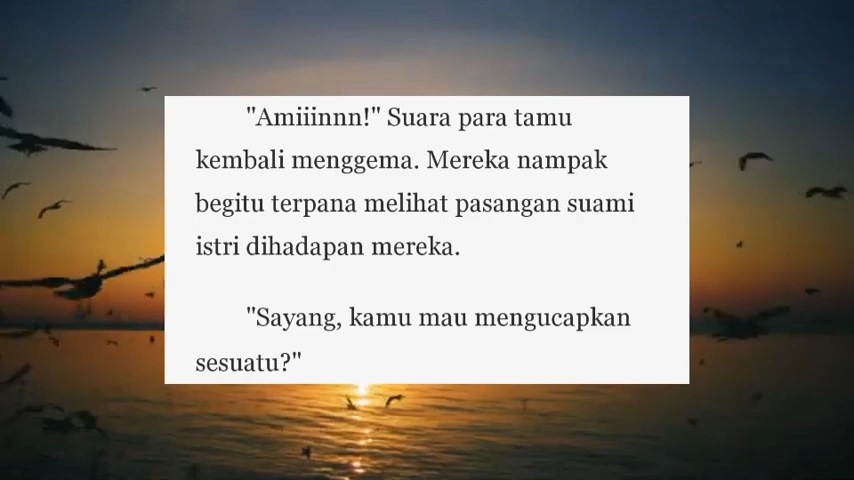 "Amiiinnn!" Suara para tamu
kembali menggema. Mereka nampak
begitu terpana melihat pasangan suami
istri dihadapan mereka.
"Sayang, kamu mau mengucapkan
sesuatu?"